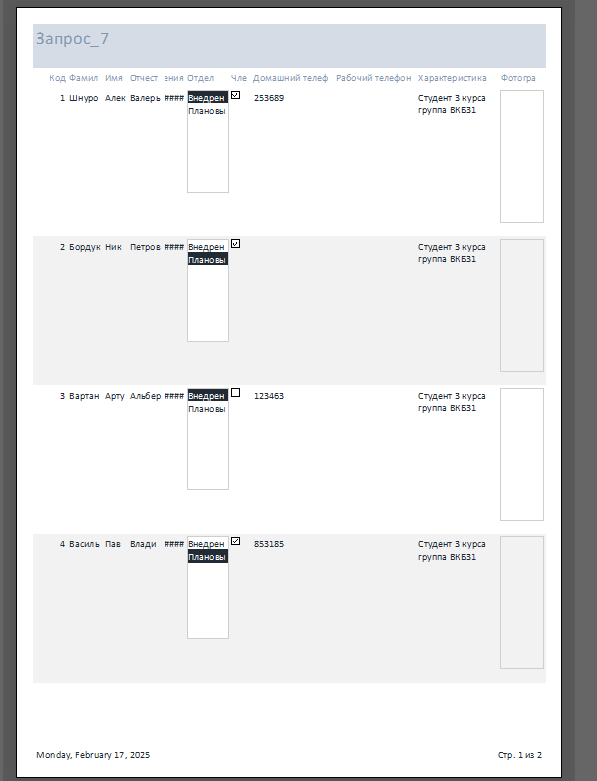 Запрос_7
Код Фамил Имя Отчест ения Отдел Чле Домашний телеф Рабочий телефон Характеристика Фотогра
1 Шнуро Алек Валерь #### Внедрен 253689 Студент 3 курса
Плановы группа ВКБ31
2 Бордук Ник Петров #### Внедрен Студент 3 курса
Плановы группа ВКБ31
3 Вартан Арту Альбер #### Внедрен 123463 Студент 3 курса
Плановы группа ВКБ31
4 Василь Пав Влади #### Внедрен 853185 Студент 3 курса
Плановы группа ВКБ31
Monday, February 17, 2025 Стр. 1 из 2